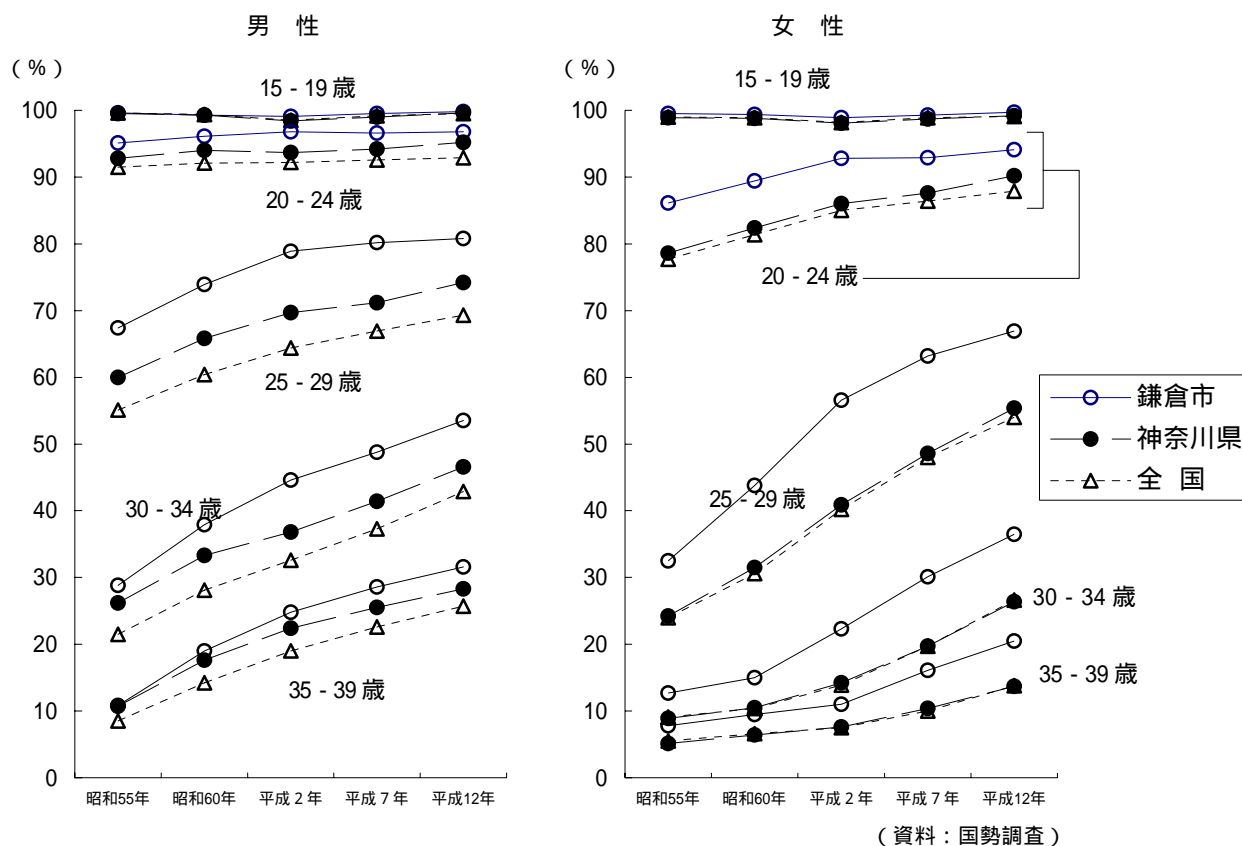 男 性
(%)
15 - 19 歳
100
90
20 - 24 歳
80
70
60
25 - 29 歳
50
40
30 - 34 歳
30
20
35 - 39 歳
10
0
昭和55年 昭和60年 平成２年 平成７年 平成12年
女 性
(%)
15 - 19 歳
100
90
80
20 - 24 歳
70
60
50
25 - 29 歳
40
30
30 - 34 歳
20
35 - 39 歳
10
0
昭和55年 昭和60年 平成２年 平成７年 平成12年
鎌倉市
神奈川県
全 国
(資料：国勢調査)